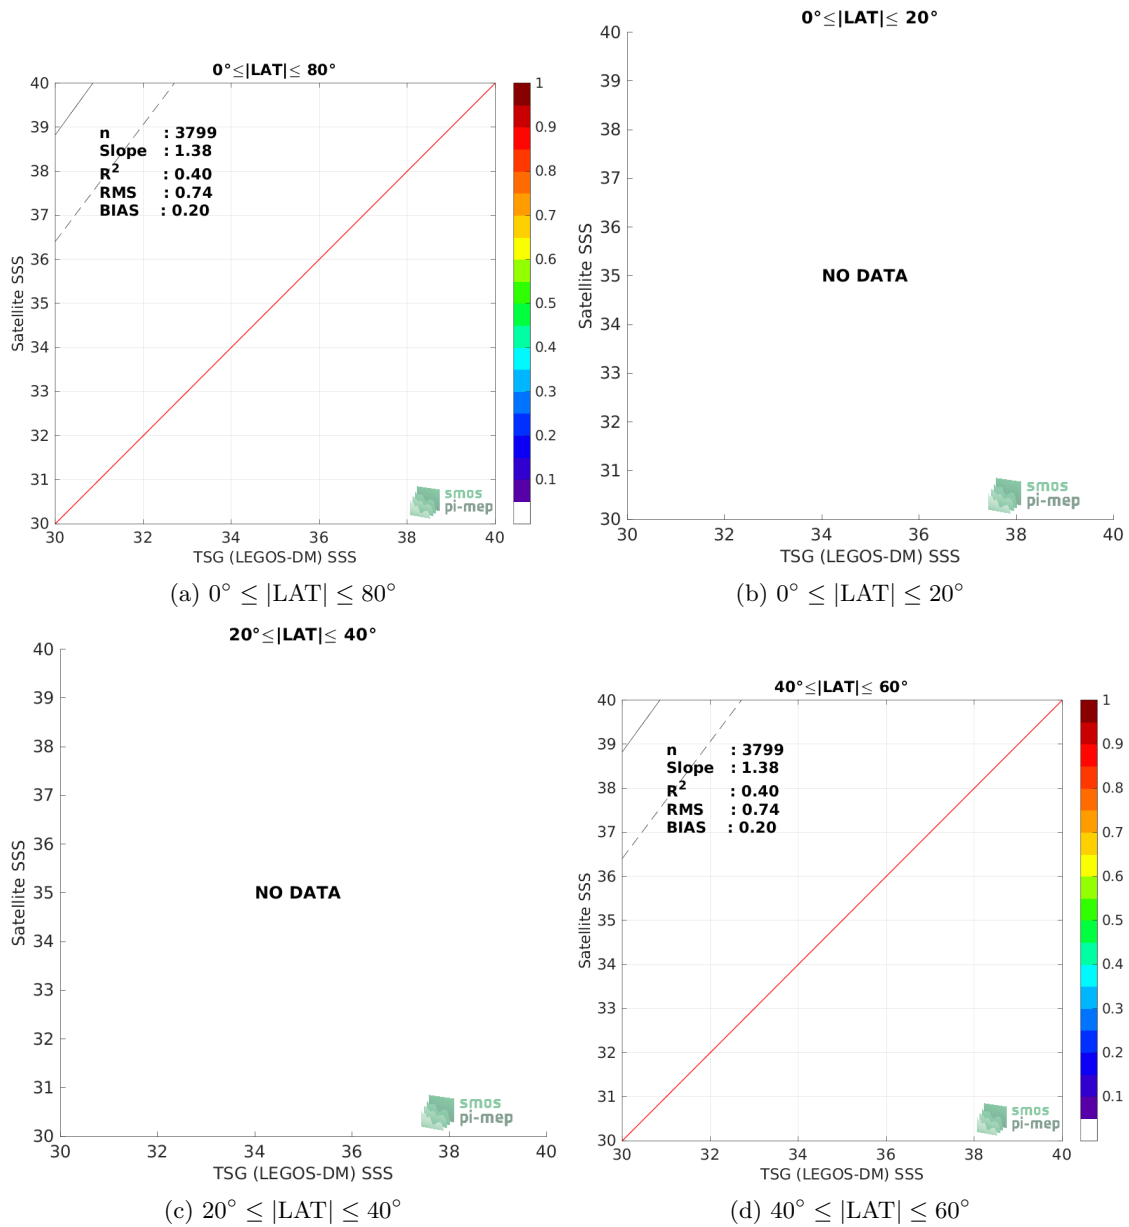 0°≤|LAT|≤ 80°
40
39
38
37
36
35
34
33
32
31
30
Satellite SSS
n : 3799
Slope : 1.38
R² : 0.40
RMS : 0.74
BIAS : 0.20
smos
pi-mep
30 32 34 36 38 40
TSG (LEGOS-DM) SSS
1
0.9
0.8
0.7
0.6
0.5
0.4
0.3
0.2
0.1
(a) 0° ≤ |LAT| ≤ 80°
0°≤|LAT|≤ 20°
40
39
38
37
36
35
34
33
32
31
30
Satellite SSS
NO DATA
smos
pi-mep
30 32 34 36 38 40
TSG (LEGOS-DM) SSS
(b) 0° ≤ |LAT| ≤ 20°
20°≤|LAT|≤ 40°
40
39
38
37
36
35
34
33
32
31
30
Satellite SSS
NO DATA
smos
pi-mep
30 32 34 36 38 40
TSG (LEGOS-DM) SSS
(c) 20° ≤ |LAT| ≤ 40°
40°≤|LAT|≤ 60°
40
39
38
37
36
35
34
33
32
31
30
Satellite SSS
n : 3799
Slope : 1.38
R² : 0.40
RMS : 0.74
BIAS : 0.20
smos
pi-mep
30 32 34 36 38 40
TSG (LEGOS-DM) SSS
1
0.9
0.8
0.7
0.6
0.5
0.4
0.3
0.2
0.1
(d) 40° ≤ |LAT| ≤ 60°